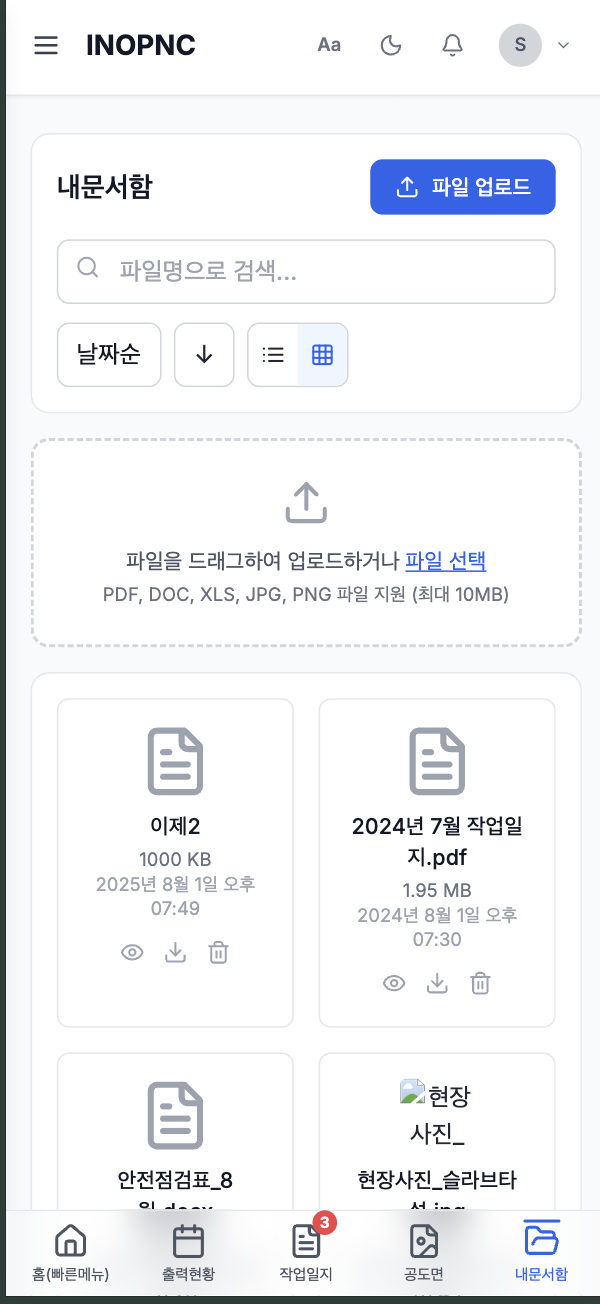 INOPNC
Aa
S
내문서함
파일 업로드
파일명으로 검색...
날짜순
파일을 드래그하여 업로드하거나 파일 선택
PDF, DOC, XLS, JPG, PNG 파일 지원 (최대 10MB)
이제2
1000 KB
2025년 8월 1일 오후
07:49
2024년 7월 작업일
지.pdf
1.95 MB
2024년 8월 1일 오후
07:30
안전점검표_8
월.docx
현장
사진_
현장사진_슬라브타
설.jpg
홈(빠른메뉴)
출력현황
3
작업일지
공도면
내문서함